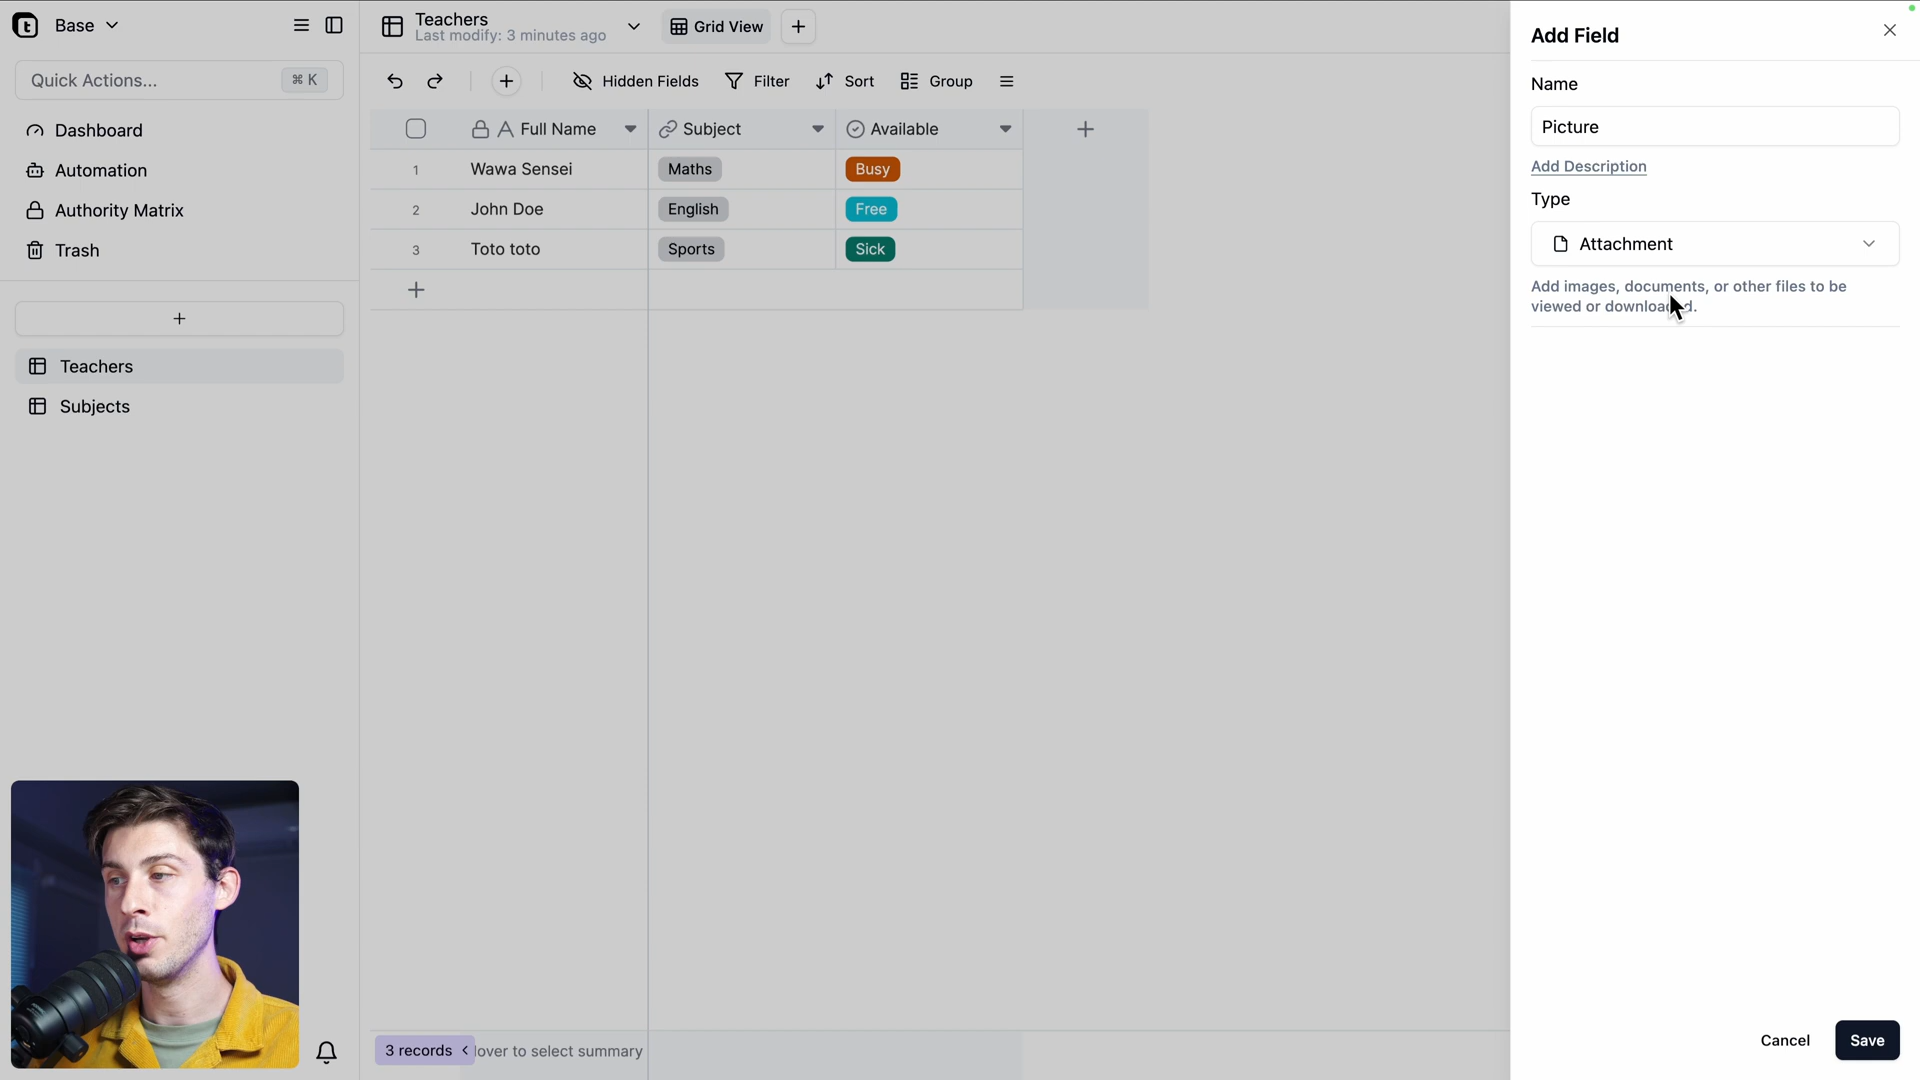 Base
Quick Actions...
⌘ K
Dashboard
Automation
Authority Matrix
Trash
Teachers
Subjects
Teachers
Last modify: 3 minutes ago
Grid View
Hidden Fields
Filter
Sort
Group
Full Name
Subject
Available
1
Wawa Sensei
Maths
Busy
2
John Doe
English
Free
3
Toto toto
Sports
Sick
3 records
lover to select summary
Add Field
Name
Picture
Add Description
Type
Attachment
Add images, documents, or other files to be
viewed or downloaded.
Cancel
Save